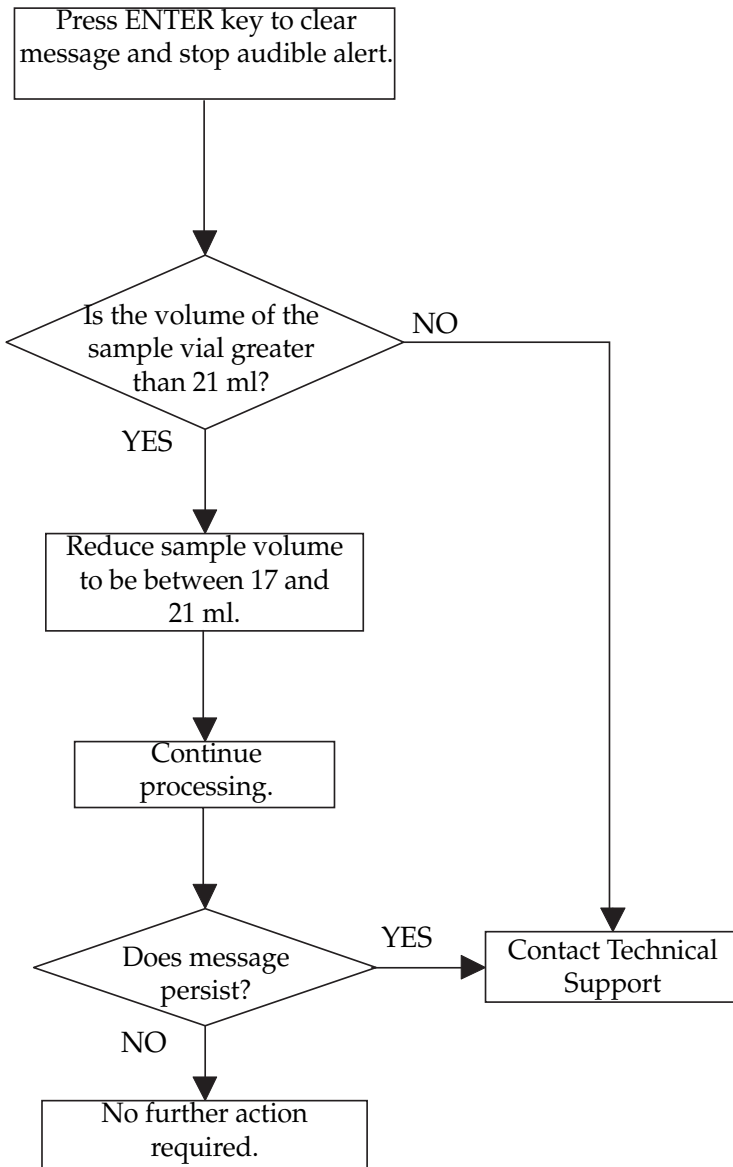 Press ENTER key to clear
message and stop audible alert.
Is the volume of the
sample vial greater
than 21 ml?
NO
YES
Reduce sample volume
to be between 17 and
21 ml.
Continue
processing.
Does message
persist?
YES
Contact Technical
Support
NO
No further action
required.